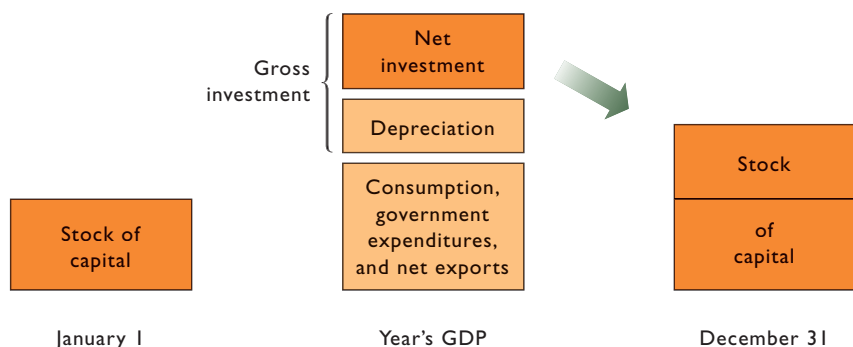 Net
investment
Gross
investment
Depreciation
Consumption,
government
expenditures,
and net exports
Stock of
capital
Stock
of
capital
January 1
Year's GDP
December 31